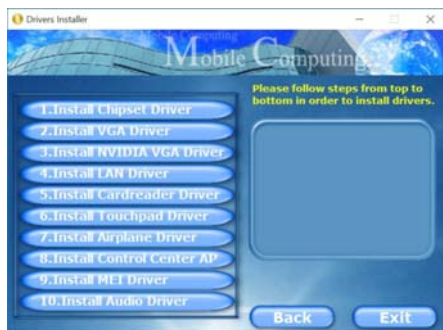 Drivers Installer
Mobile Computing
Mobile Computing
Please follow steps from top to
bottom in order to install drivers.
1.Install Chipset Driver
2.Install VGA Driver
3.Install NVIDIA VGA Driver
4.Install LAN Driver
5.Install Cardreader Driver
6.Install Touchpad Driver
7.Install Airplane Driver
8.Install Control Center AP
9.Install MEI Driver
10.Install Audio Driver
Back
Exit